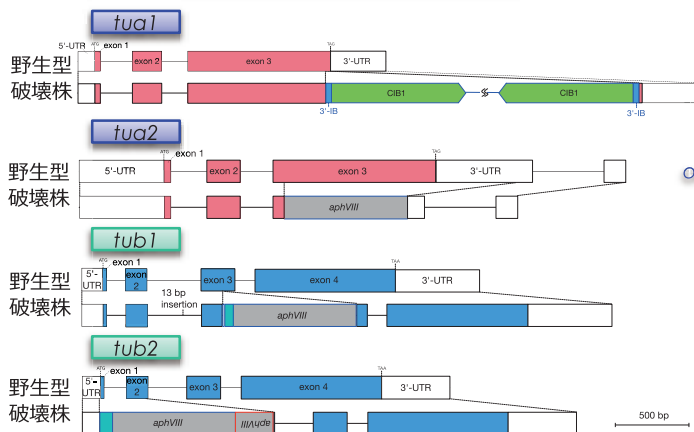 tua1
5'-UTR ATG exon 1 exon 2 exon 3 TAG 3'-UTR
野生型
破壊株
CIB1 CIB1
3'-IB 3'-IB
tua2
野生型
5'-UTR ATG exon 1 exon 2 exon 3 TAG 3'-UTR
破壊株
aphVIII
tub1
野生型
5'-UTR ATG exon 1 exon 2 exon 3 exon 4 TAA 3'-UTR
破壊株
13 bp insertion
aphVIII
tub2
野生型
5'-UTR ATG exon 1 exon 2 exon 3 exon 4 TAA 3'-UTR
破壊株
aphVIII aphVIII
500 bp